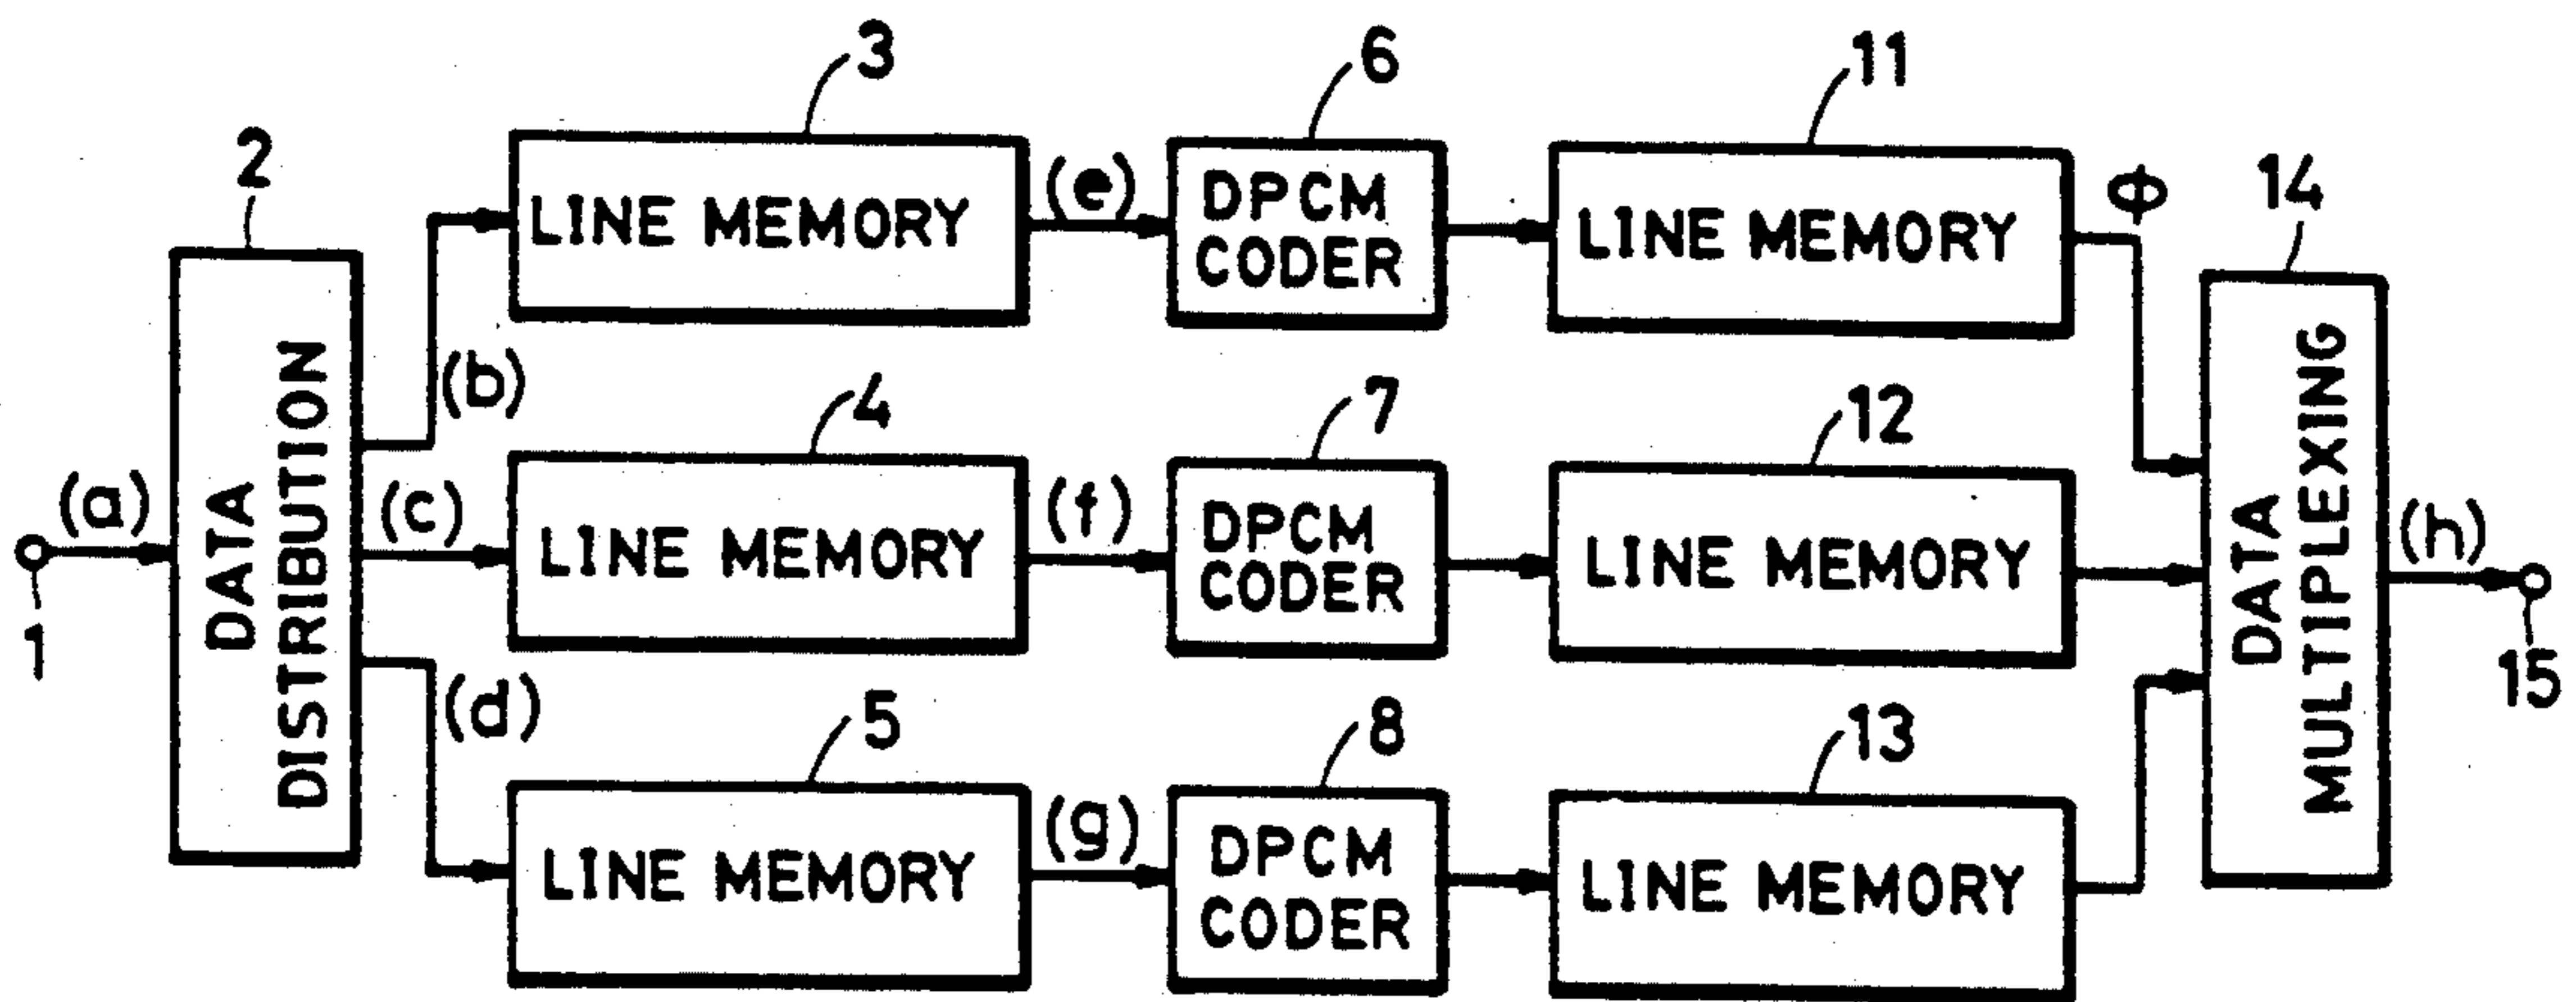 3
6
11
2
LINE MEMORY
(e)
DPCM
CODER
LINE MEMORY
Φ
14
(b)
4
7
12
(a)
DATA
DISTRIBUTION
(c)
LINE MEMORY
(f)
DPCM
CODER
LINE MEMORY
DATA
MULTIPLEXING
(h)
1
15
(d)
5
8
13
LINE MEMORY
(g)
DPCM
CODER
LINE MEMORY